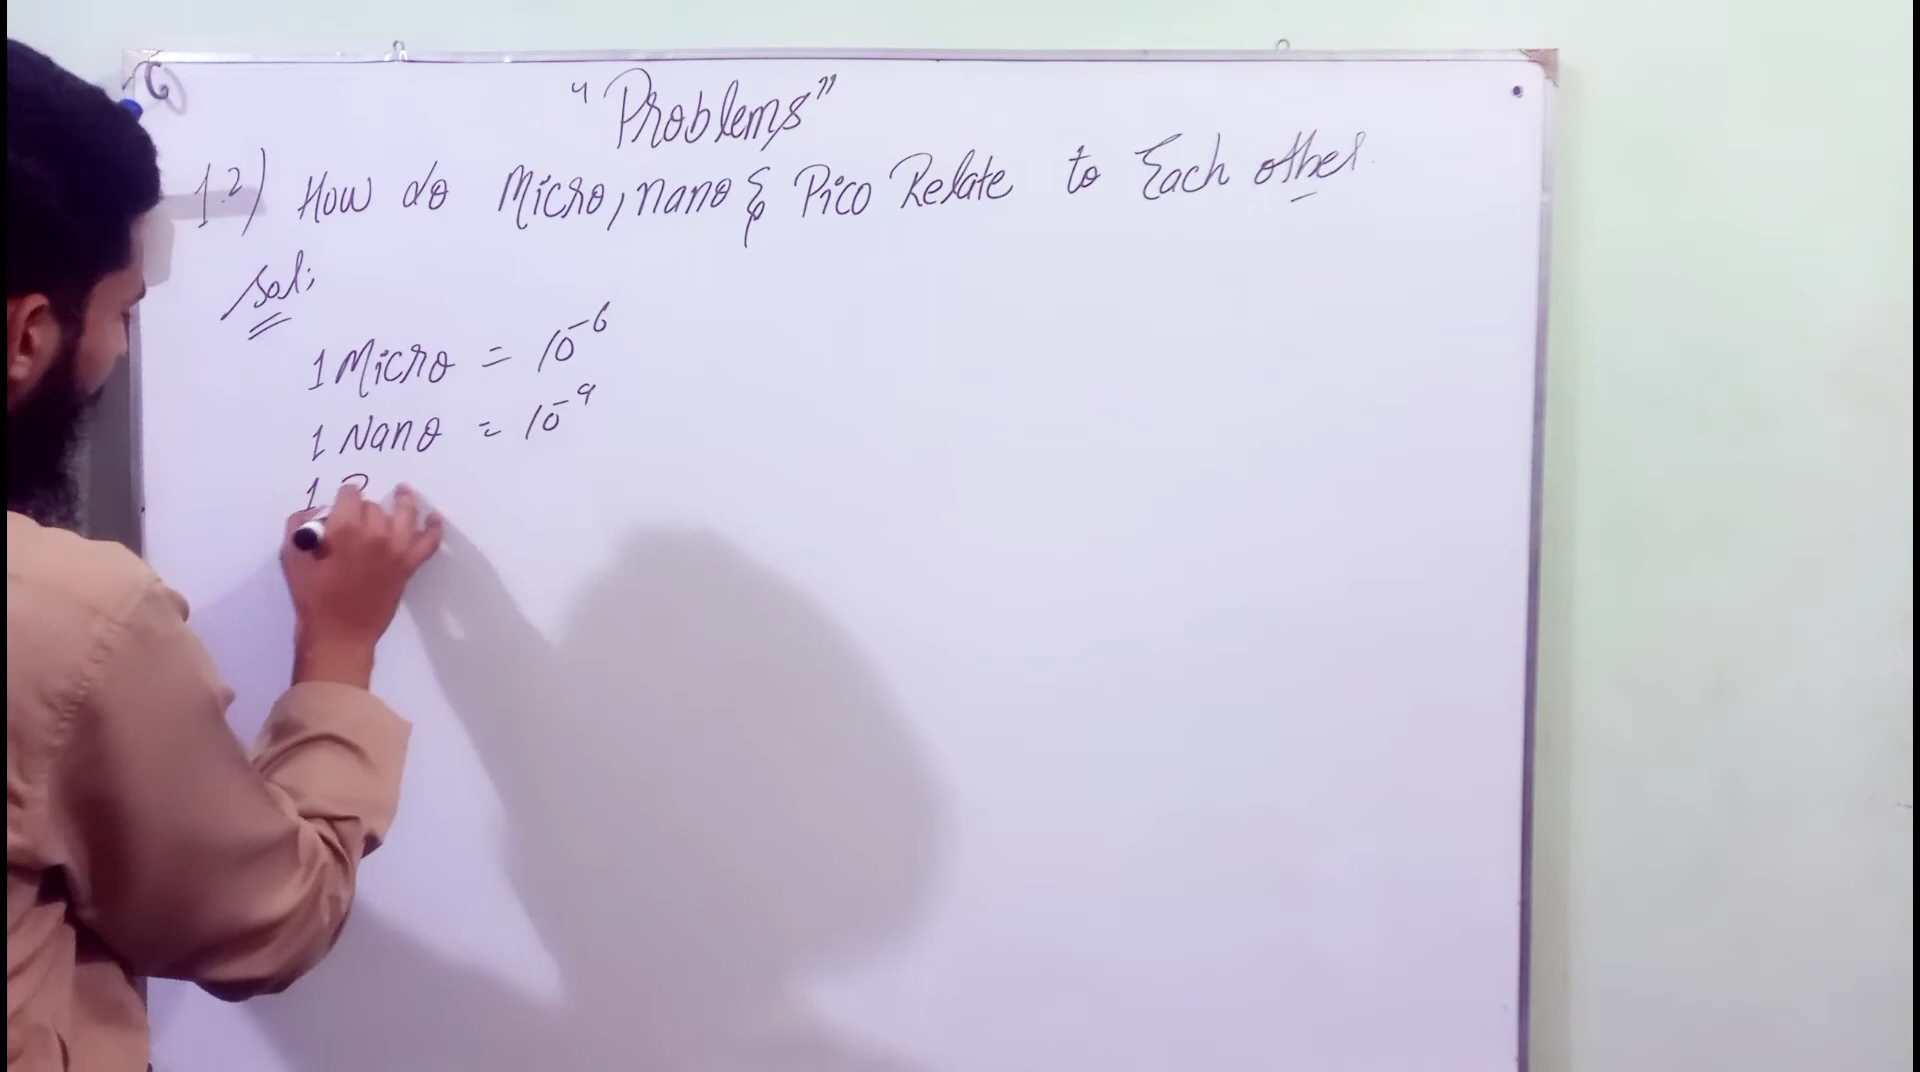 "Problems"
1.2) How do Micro, nano & Pico Relate to Each other
Sol;
1 Micro = 10⁻⁶
1 Nano = 10⁻⁹
1 P